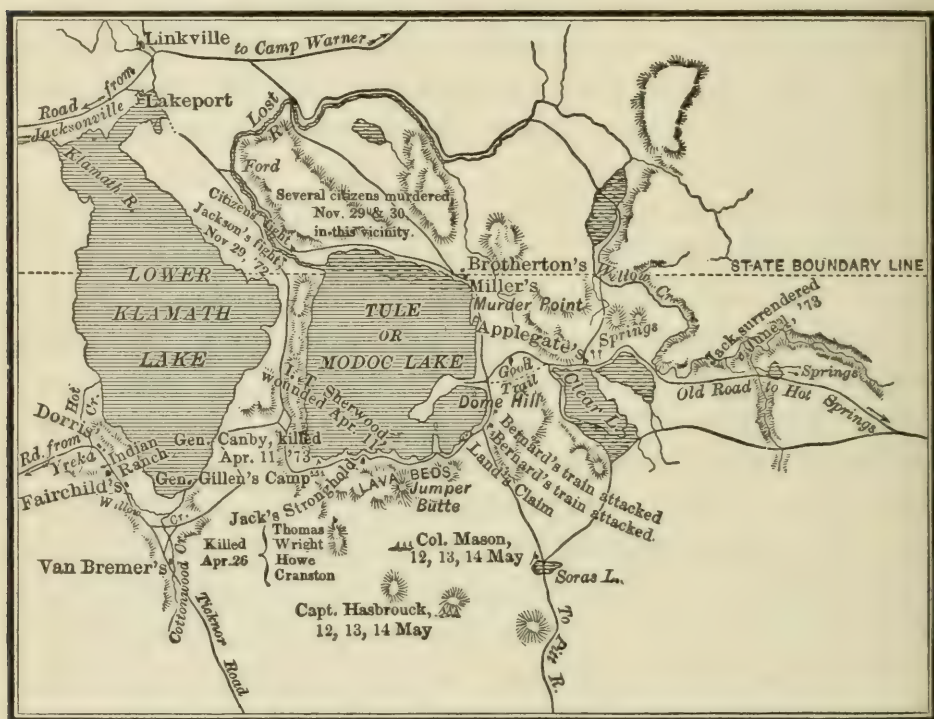 Linkville
to Camp Warner
Road from
Jacksonville
Lakeport
Klamath R.
Lost
R.
Ford
Several citizens murdered
Nov. 29 & 30
in this vicinity.
Citizens fight
Jackson's fight
Nov 29, '72
Brotherton's
STATE BOUNDARY LINE
Willow Cr.
Miller's
Murder Point
LOWER
KLAMATH
LAKE
TULE
OR
MODOC LAKE
Applegate's
Springs
Jack surrendered
June 1, '73
Springs
Old Road to Hot Springs
Good
Trail
Dome Hill
Clear L.
I. T. Sherwood,
wounded Apr. 11
Hot
Cr.
Dorris
Rd. from
Yreka
Indian
Ranch
Fairchild's
Willow
Cr.
Gen. Canby, killed
Apr. 11, '73
Gen. Gillen's Camp
Jack's Stronghold
LAVA BEDS
Jumper
Butte
Bernard's train attacked
Bernard's train attacked.
Land's
Claim
Killed
Apr. 26
Thomas
Wright
Howe
Cranston
Col. Mason,
12, 13, 14 May
Van Bremer's
Cottonwood Cr.
Ticknor
Road
Capt. Hasbrouck,
12, 13, 14 May
Soras L.
To
Pitt
R.